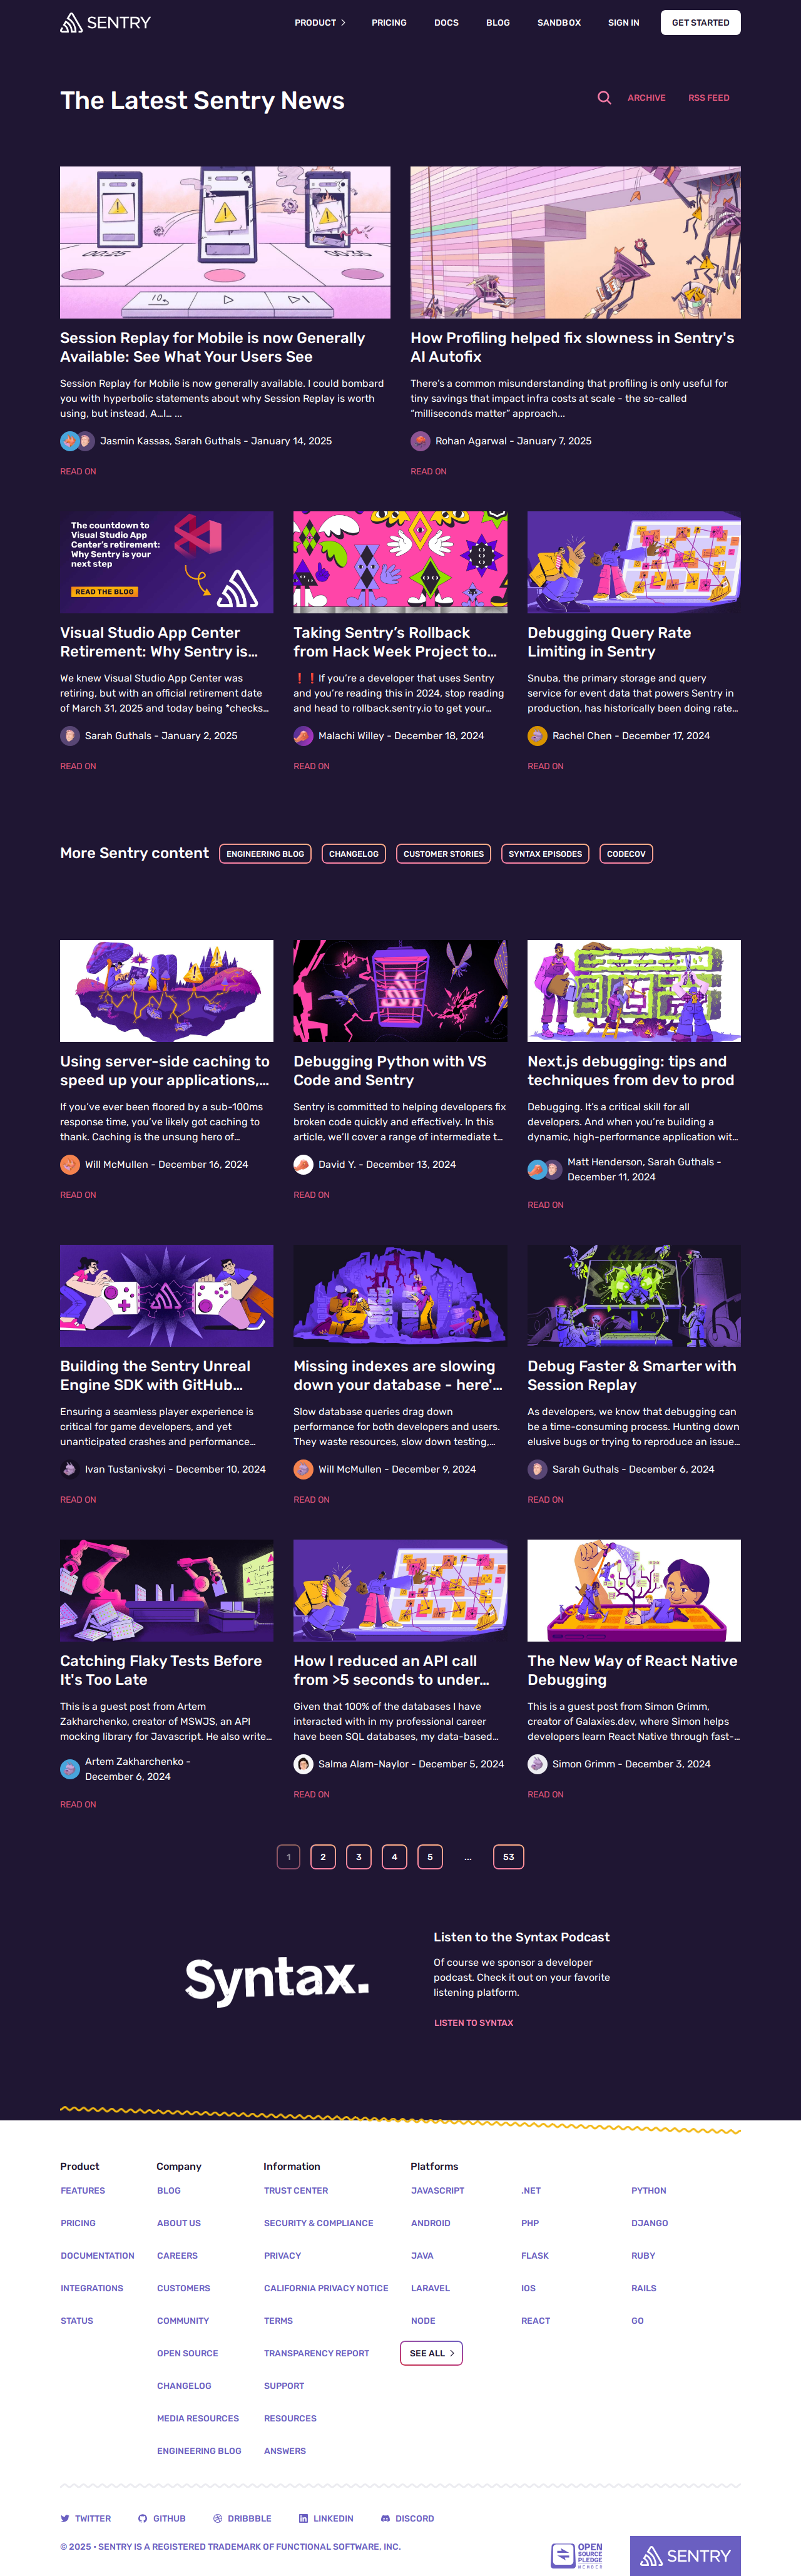 SENTRY
PRODUCT
PRICING
DOCS
BLOG
SANDBOX
SIGN IN
GET STARTED
The Latest Sentry News
ARCHIVE
RSS FEED
Session Replay for Mobile is now Generally
Available: See What Your Users See
Session Replay for Mobile is now generally available. I could bombard
you with hyperbolic statements about why Session Replay is worth
using, but instead, A…I… ...
Jasmin Kassas, Sarah Guthals - January 14, 2025
READ ON
How Profiling helped fix slowness in Sentry's
AI Autofix
There’s a common misunderstanding that profiling is only useful for
tiny savings that impact infra costs at scale - the so-called
“milliseconds matter” approach...
Rohan Agarwal - January 7, 2025
READ ON
The countdown to
Visual Studio App
Center's retirement:
Why Sentry is your
next step
READ THE BLOG
Visual Studio App Center
Retirement: Why Sentry is…
We knew Visual Studio App Center was
retiring, but with an official retirement date
of March 31, 2025 and today being *checks…
Sarah Guthals - January 2, 2025
READ ON
Taking Sentry’s Rollback
from Hack Week Project to…
❗❗If you’re a developer that uses Sentry
and you’re reading this in 2024, stop reading
and head to rollback.sentry.io to get your…
Malachi Willey - December 18, 2024
READ ON
Debugging Query Rate
Limiting in Sentry
Snuba, the primary storage and query
service for event data that powers Sentry in
production, has historically been doing rate…
Rachel Chen - December 17, 2024
READ ON
More Sentry content
ENGINEERING BLOG
CHANGELOG
CUSTOMER STORIES
SYNTAX EPISODES
CODECOV
Using server-side caching to
speed up your applications,…
If you’ve ever been floored by a sub-100ms
response time, you’ve likely got caching to
thank. Caching is the unsung hero of…
Will McMullen - December 16, 2024
READ ON
Debugging Python with VS
Code and Sentry
Sentry is committed to helping developers fix
broken code quickly and effectively. In this
article, we’ll cover a range of intermediate t…
David Y. - December 13, 2024
READ ON
Next.js debugging: tips and
techniques from dev to prod
Debugging. It’s a critical skill for all
developers. And when you’re building a
dynamic, high-performance application wit…
Matt Henderson, Sarah Guthals -
December 11, 2024
READ ON
Building the Sentry Unreal
Engine SDK with GitHub…
Ensuring a seamless player experience is
critical for game developers, and yet
unanticipated crashes and performance…
Ivan Tustanivskyi - December 10, 2024
READ ON
Missing indexes are slowing
down your database - here'…
Slow database queries drag down
performance for both developers and users.
They waste resources, slow down testing,…
Will McMullen - December 9, 2024
READ ON
Debug Faster & Smarter with
Session Replay
As developers, we know that debugging can
be a time-consuming process. Hunting down
elusive bugs or trying to reproduce an issue…
Sarah Guthals - December 6, 2024
READ ON
Catching Flaky Tests Before
It's Too Late
This is a guest post from Artem
Zakharchenko, creator of MSWJS, an API
mocking library for Javascript. He also write…
Artem Zakharchenko -
December 6, 2024
READ ON
How I reduced an API call
from >5 seconds to under…
Given that 100% of the databases I have
interacted with in my professional career
have been SQL databases, my data-based…
Salma Alam-Naylor - December 5, 2024
READ ON
The New Way of React Native
Debugging
This is a guest post from Simon Grimm,
creator of Galaxies.dev, where Simon helps
developers learn React Native through fast-…
Simon Grimm - December 3, 2024
READ ON
1
2
3
4
5
...
53
Syntax.
Listen to the Syntax Podcast
Of course we sponsor a developer
podcast. Check it out on your favorite
listening platform.
LISTEN TO SYNTAX
Product
FEATURES
PRICING
DOCUMENTATION
INTEGRATIONS
STATUS
Company
BLOG
ABOUT US
CAREERS
CUSTOMERS
COMMUNITY
OPEN SOURCE
CHANGELOG
MEDIA RESOURCES
ENGINEERING BLOG
Information
TRUST CENTER
SECURITY & COMPLIANCE
PRIVACY
CALIFORNIA PRIVACY NOTICE
TERMS
TRANSPARENCY REPORT
SUPPORT
RESOURCES
ANSWERS
Platforms
JAVASCRIPT
ANDROID
JAVA
LARAVEL
NODE
SEE ALL
.NET
PHP
FLASK
IOS
REACT
PYTHON
DJANGO
RUBY
RAILS
GO
TWITTER
GITHUB
DRIBBBLE
LINKEDIN
DISCORD
© 2025 • SENTRY IS A REGISTERED TRADEMARK OF FUNCTIONAL SOFTWARE, INC.
OPEN
SOURCE
PLEDGE
MEMBER
SENTRY